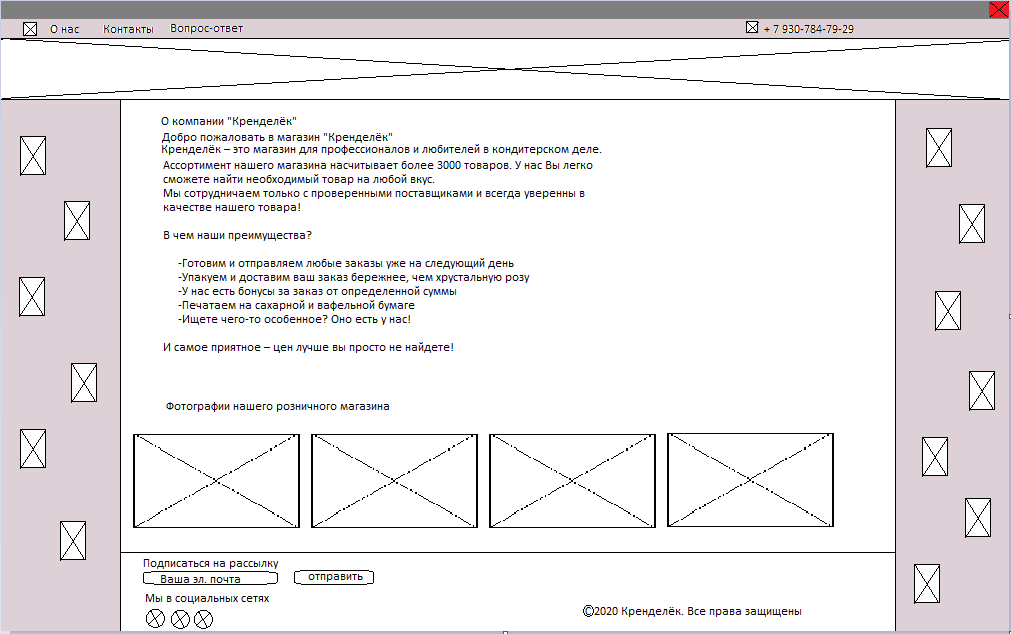 О нас Контакты Вопрос-ответ + 7 930-784-79-29
О компании "Кренделёк"
Добро пожаловать в магазин "Кренделёк"
Кренделёк – это магазин для профессионалов и любителей в кондитерском деле.
Ассортимент нашего магазина насчитывает более 3000 товаров. У нас Вы легко
сможете найти необходимый товар на любой вкус.
Мы сотрудничаем только с проверенными поставщиками и всегда уверенны в
качестве нашего товара!
В чем наши преимущества?
-Готовим и отправляем любые заказы уже на следующий день
-Упакуем и доставим ваш заказ бережнее, чем хрустальную розу
-У нас есть бонусы за заказ от определенной суммы
-Печатаем на сахарной и вафельной бумаге
-Ищете чего-то особенное? Оно есть у нас!
И самое приятное – цен лучше вы просто не найдете!
Фотографии нашего розничного магазина
Подписаться на рассылку
Ваша эл. почта отправить
Мы в социальных сетях
©2020 Кренделёк. Все права защищены